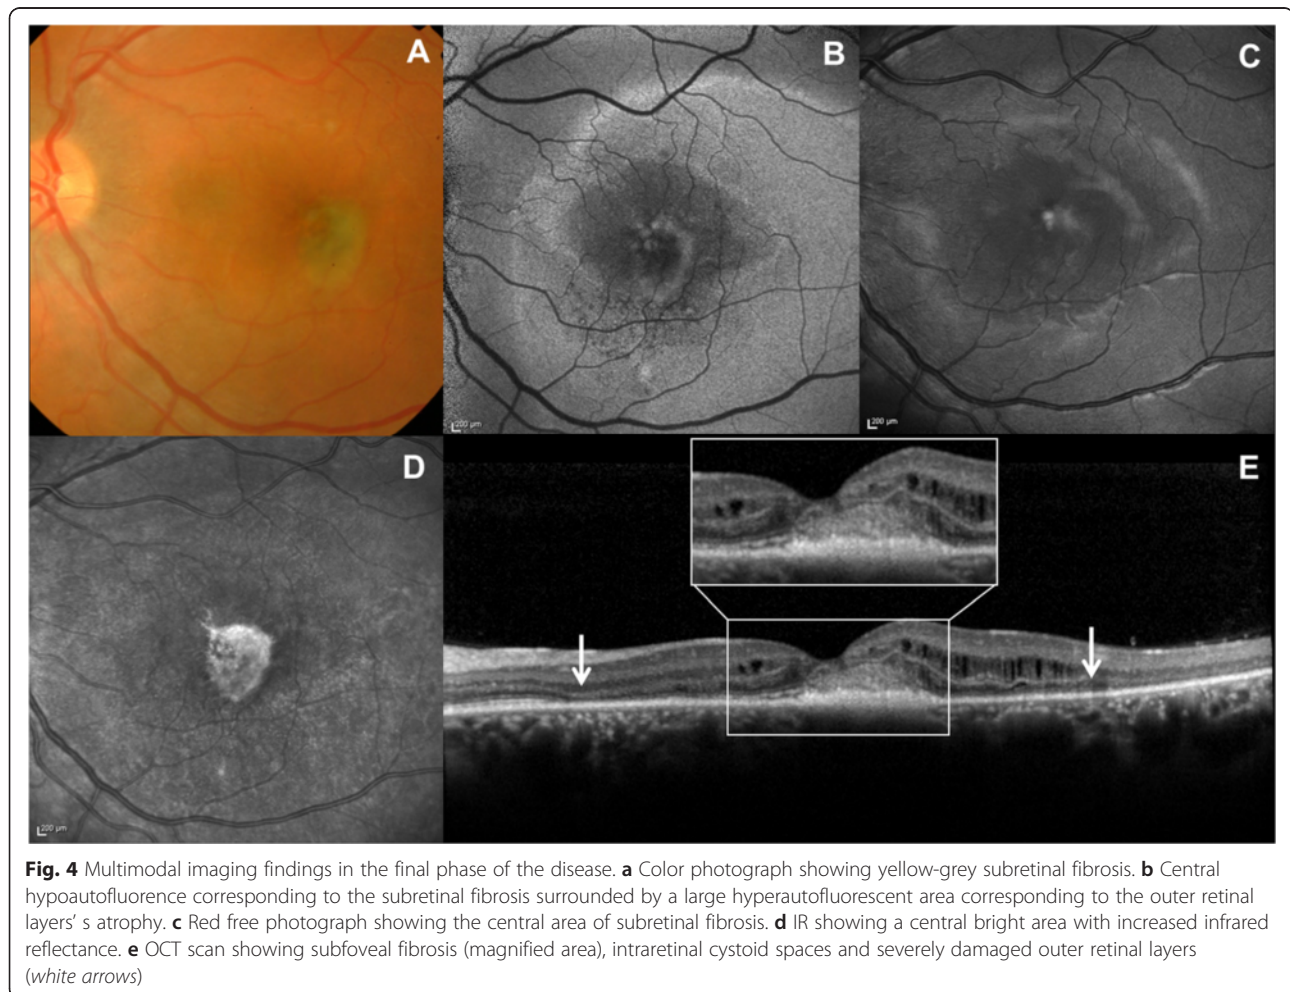 A
B
C
200 µm
200 µm
D
E
200 µm
Fig. 4 Multimodal imaging findings in the final phase of the disease. a Color photograph showing yellow-grey subretinal fibrosis. b Central
hypoautofluorence corresponding to the subretinal fibrosis surrounded by a large hyperautofluorescent area corresponding to the outer retinal
layers' s atrophy. c Red free photograph showing the central area of subretinal fibrosis. d IR showing a central bright area with increased infrared
reflectance. e OCT scan showing subfoveal fibrosis (magnified area), intraretinal cystoid spaces and severely damaged outer retinal layers
(white arrows)